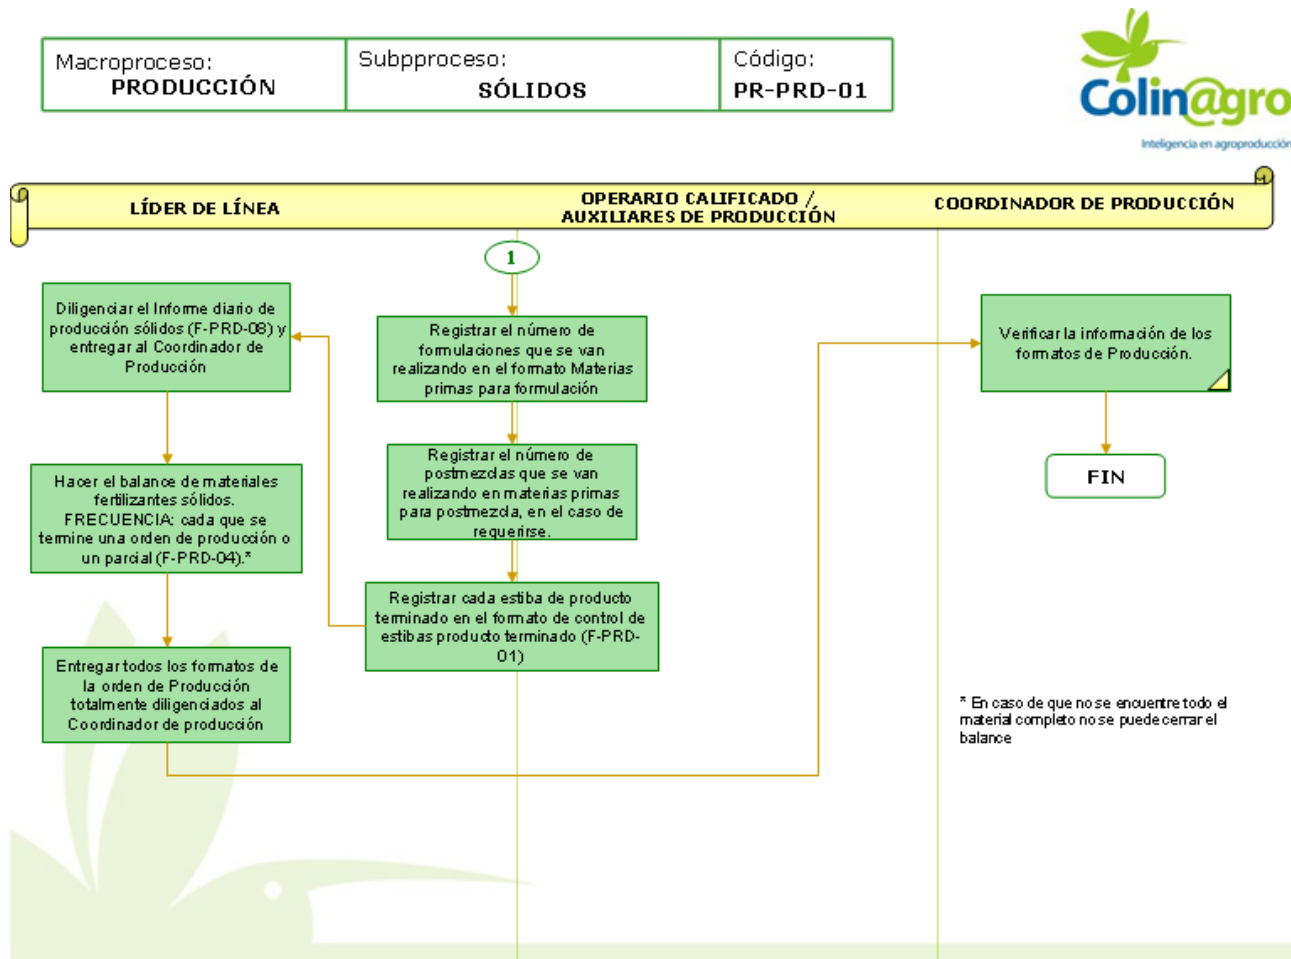 Macroproceso:
PRODUCCIÓN
Subpproceso:
SÓLIDOS
Código:
PR-PRD-01
Colin@gro
Inteligencia en agroproducción
LÍDER DE LÍNEA
OPERARIO CALIFICADO /
AUXILIARES DE PRODUCCIÓN
COORDINADOR DE PRODUCCIÓN
1
Diligenciar el Informe diario de
producción sólidos (F-PRD-08) y
entregar al Coordinador de
Producción
Hacer el balance de materiales
fertilizantes sólidos.
FRECUENCIA: cada que se
termine una orden de producción o
un parcial (F-PRD-04).*
Entregar todos los formatos de
la orden de Producción
totalmente diligenciados al
Coordinador de producción
Registrar el número de
formulaciones que se van
realizando en el formato Materias
primas para formulación
Registrar el número de
postmezclas que se van
realizando en materias primas
para postmezcla, en el caso de
requerirse.
Registrar cada estiba de producto
terminado en el formato de control de
estibas producto terminado (F-PRD-
01)
Verificar la información de los
formatos de Producción.
FIN
* En caso de que no se encuentre todo el
material completo no se puede cerrar el
balance